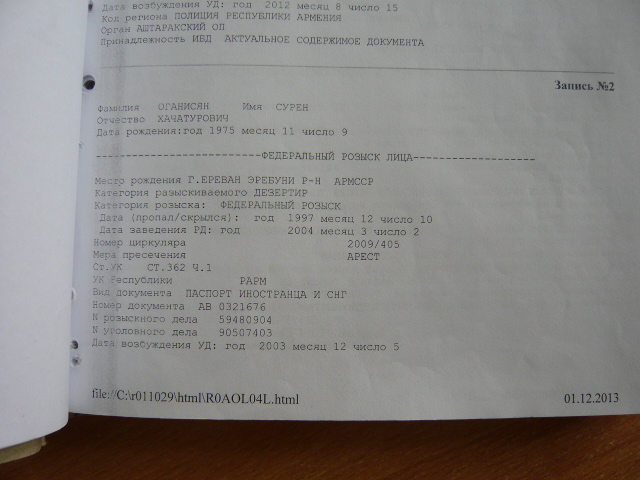 Дата возбуждения УД: год 2012 месяц 8 число 15
Код региона ПОЛИЦИЯ РЕСПУБЛИКИ АРМЕНИЯ
Орган АШТАРАКСКИЙ ОП
Принадлежность ИБД АКТУАЛЬНОЕ СОДЕРЖИМОЕ ДОКУМЕНТА
Запись №2
Фамилия ОГАНИСЯН Имя СУРЕН
Отчество ХАЧАТУРОВИЧ
Дата рождения:год 1975 месяц 11 число 9
--------------------------ФЕДЕРАЛЬНЫЙ РОЗЫСК ЛИЦА-------------------
Место рождения Г.ЕРЕВАН ЭРЕБУНИ Р-Н АРМССР
Категория разыскиваемого ДЕЗЕРТИР
Категория розыска: ФЕДЕРАЛЬНЫЙ РОЗЫСК
Дата (пропал/скрылся): год 1997 месяц 12 число 10
Дата заведения РД: год 2004 месяц 3 число 2
Номер циркуляра 2009/405
Мера пресечения АРЕСТ
Ст.УК СТ.362 Ч.1
УК Республики РАРМ
Вид документа ПАСПОРТ ИНОСТРАНЦА И СНГ
Номер документа АВ 0321676
N розыскного дела 59480904
N уголовного дела 90507403
Дата возбуждения УД: год 2003 месяц 12 число 5
file://C:\r011029\html\R0AOL04L.html 01.12.2013